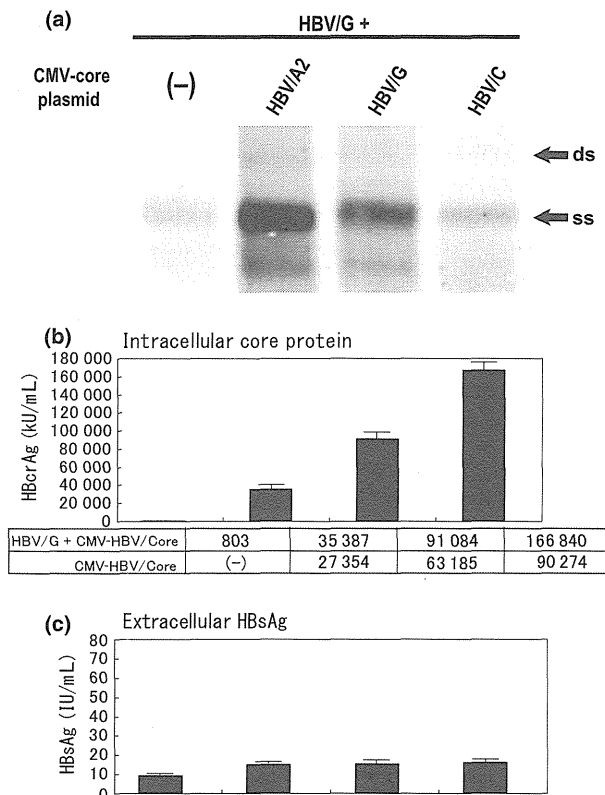 (a)
HBV/G +
CMV-core plasmid
(-)
HBV/A2
HBV/G
HBV/C
ds
ss
(b) Intracellular core protein
HBcrAg (kU/mL)
180 000
160 000
140 000
120 000
100 000
80 000
60 000
40 000
20 000
0
HBV/G + CMV-HBV/Core 803 35 387 91 084 166 840
CMV-HBV/Core (-) 27 354 63 185 90 274
(c) Extracellular HBsAg
HBsAg (IU/mL)
80
70
60
50
40
30
20
10
0